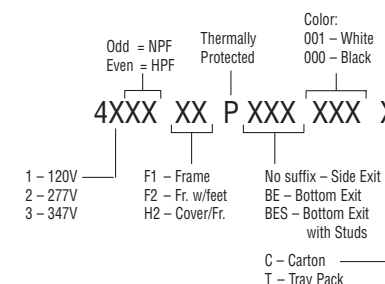 Color:
001 – White
000 – Black
Thermally
Protected
Odd = NPF
Even = HPF
4XXX XX P XXX XXX X
1 – 120V
2 – 277V
3 – 347V
F1 – Frame
F2 – Fr. w/feet
H2 – Cover/Fr.
No suffix – Side Exit
BE – Bottom Exit
BES – Bottom Exit
with Studs
C – Carton
T – Tray Pack